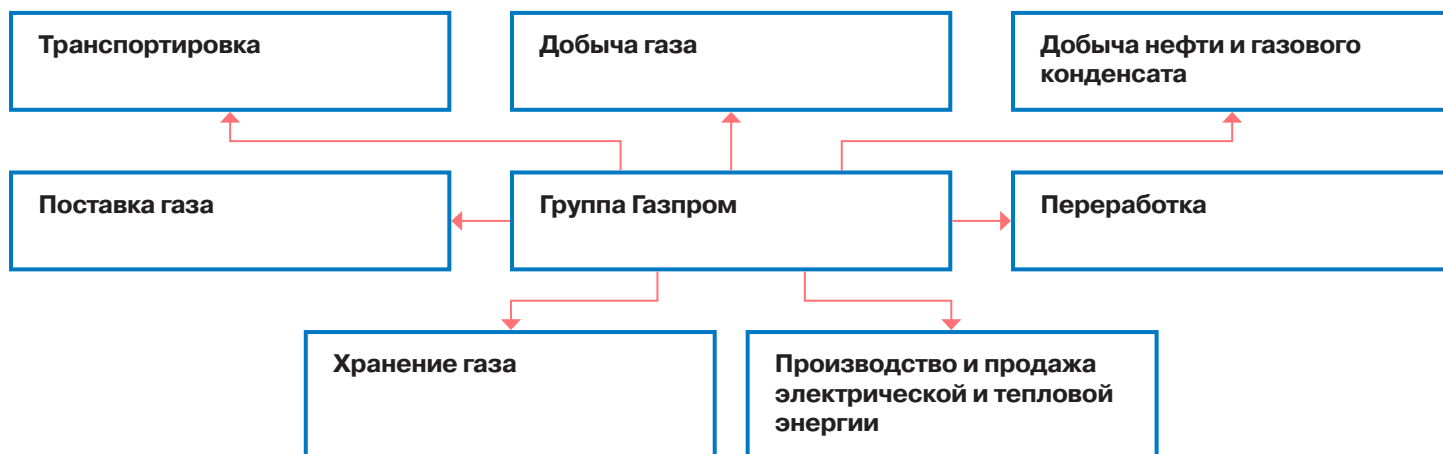 Транспортировка
Добыча газа
Добыча нефти и газового
конденсата
Поставка газа
Группа Газпром
Переработка
Хранение газа
Производство и продажа
электрической и тепловой
энергии